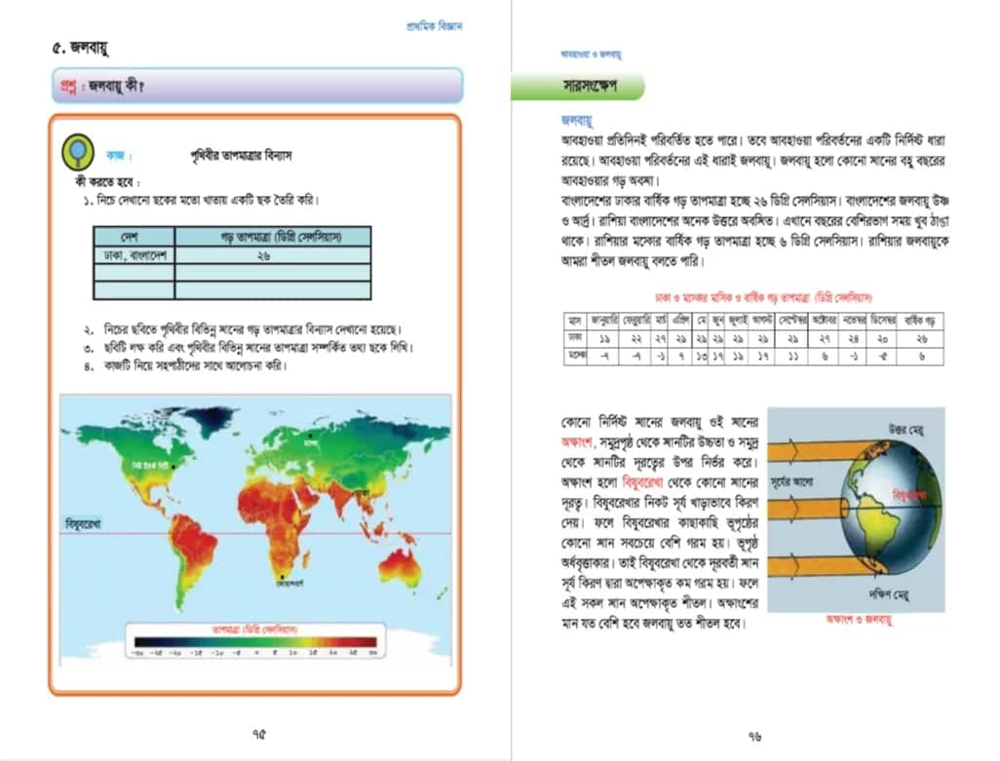 প্রাথমিক বিজ্ঞান
৫. জলবায়ু
প্রশ্ন : জলবায়ু কী?
কাজ : পৃথিবীর তাপমাত্রার বিন্যাস
কী করতে হবে :
১. নিচে দেখানো ছকের মতো খাতায় একটি ছক তৈরি করি।
দেশ গড় তাপমাত্রা (ডিগ্রি সেলসিয়াস)
ঢাকা, বাংলাদেশ ২৬
২. নিচের ছবিতে পৃথিবীর বিভিন্ন স্থানের গড় তাপমাত্রার বিন্যাস দেখানো হয়েছে।
৩. ছবিটি লক্ষ করি এবং পৃথিবীর বিভিন্ন স্থানের তাপমাত্রা সম্পর্কিত তথ্য ছকে লিখি।
৪. কাজটি নিয়ে সহপাঠীদের সাথে আলোচনা করি।
মস্কো
নিউ ইয়র্ক সিটি
ঢাকা
বিষুবরেখা
তাপমাত্রা (ডিগ্রি সেলসিয়াস)
-৩০ -২৫ -২০ -১৫ -১০ -৫ ০ ৫ ১০ ১৫ ২০ ২৫ ৩০
৭৫
আবহাওয়া ও জলবায়ু
সারসংক্ষেপ
জলবায়ু
আবহাওয়া প্রতিদিনই পরিবর্তিত হতে পারে। তবে আবহাওয়া পরিবর্তনের একটি নির্দিষ্ট ধারা
রয়েছে। আবহাওয়া পরিবর্তনের এই ধারাই জলবায়ু। জলবায়ু হলো কোনো স্থানের বহু বছরের
আবহাওয়ার গড় অবস্থা।
বাংলাদেশের ঢাকার বার্ষিক গড় তাপমাত্রা হচ্ছে ২৬ ডিগ্রি সেলসিয়াস। বাংলাদেশের জলবায়ু উষ্ণ
ও আর্দ্র। রাশিয়া বাংলাদেশের অনেক উত্তরে অবস্থিত। এখানে বছরের বেশিরভাগ সময় খুব ঠাণ্ডা
থাকে। রাশিয়ার মস্কোর বার্ষিক গড় তাপমাত্রা হচ্ছে ৬ ডিগ্রি সেলসিয়াস। রাশিয়ার জলবায়ুকে
আমরা শীতল জলবায়ু বলতে পারি।
ঢাকা ও মস্কোর মাসিক ও বার্ষিক গড় তাপমাত্রা (ডিগ্রি সেলসিয়াস)
মাস জানুয়ারি ফেব্রুয়ারি মার্চ এপ্রিল মে জুন জুলাই আগস্ট সেপ্টেম্বর অক্টোবর নভেম্বর ডিসেম্বর বার্ষিক গড়
ঢাকা ১৯ ২২ ২৭ ২৯ ২৯ ২৯ ২৯ ২৯ ২৯ ২৭ ২৪ ২০ ২৬
মস্কো -৭ -৭ -১ ৭ ১৩ ১৭ ১৯ ১৭ ১১ ৬ -১ -৫ ৬
কোনো নির্দিষ্ট স্থানের জলবায়ু ওই স্থানের
অক্ষাংশ, সমুদ্রপৃষ্ঠ থেকে স্থানটির উচ্চতা ও সমুদ্র
থেকে স্থানটির দূরত্বের উপর নির্ভর করে।
অক্ষাংশ হলো বিষুবরেখা থেকে কোনো স্থানের
দূরত্ব। বিষুবরেখার নিকট সূর্য খাড়াভাবে কিরণ
দেয়। ফলে বিষুবরেখার কাছাকাছি ভূপৃষ্ঠের
কোনো স্থান সবচেয়ে বেশি গরম হয়। ভূপৃষ্ঠ
অর্ধবৃত্তাকার। তাই বিষুবরেখা থেকে দূরবর্তী স্থান
সূর্য কিরণ দ্বারা অপেক্ষাকৃত কম গরম হয়। ফলে
এই সকল স্থান অপেক্ষাকৃত শীতল। অক্ষাংশের
মান যত বেশি হবে জলবায়ু তত শীতল হবে।
উত্তর মেরু
সূর্যের আলো
বিষুবরেখা
দক্ষিণ মেরু
অক্ষাংশ ও জলবায়ু
৭৬